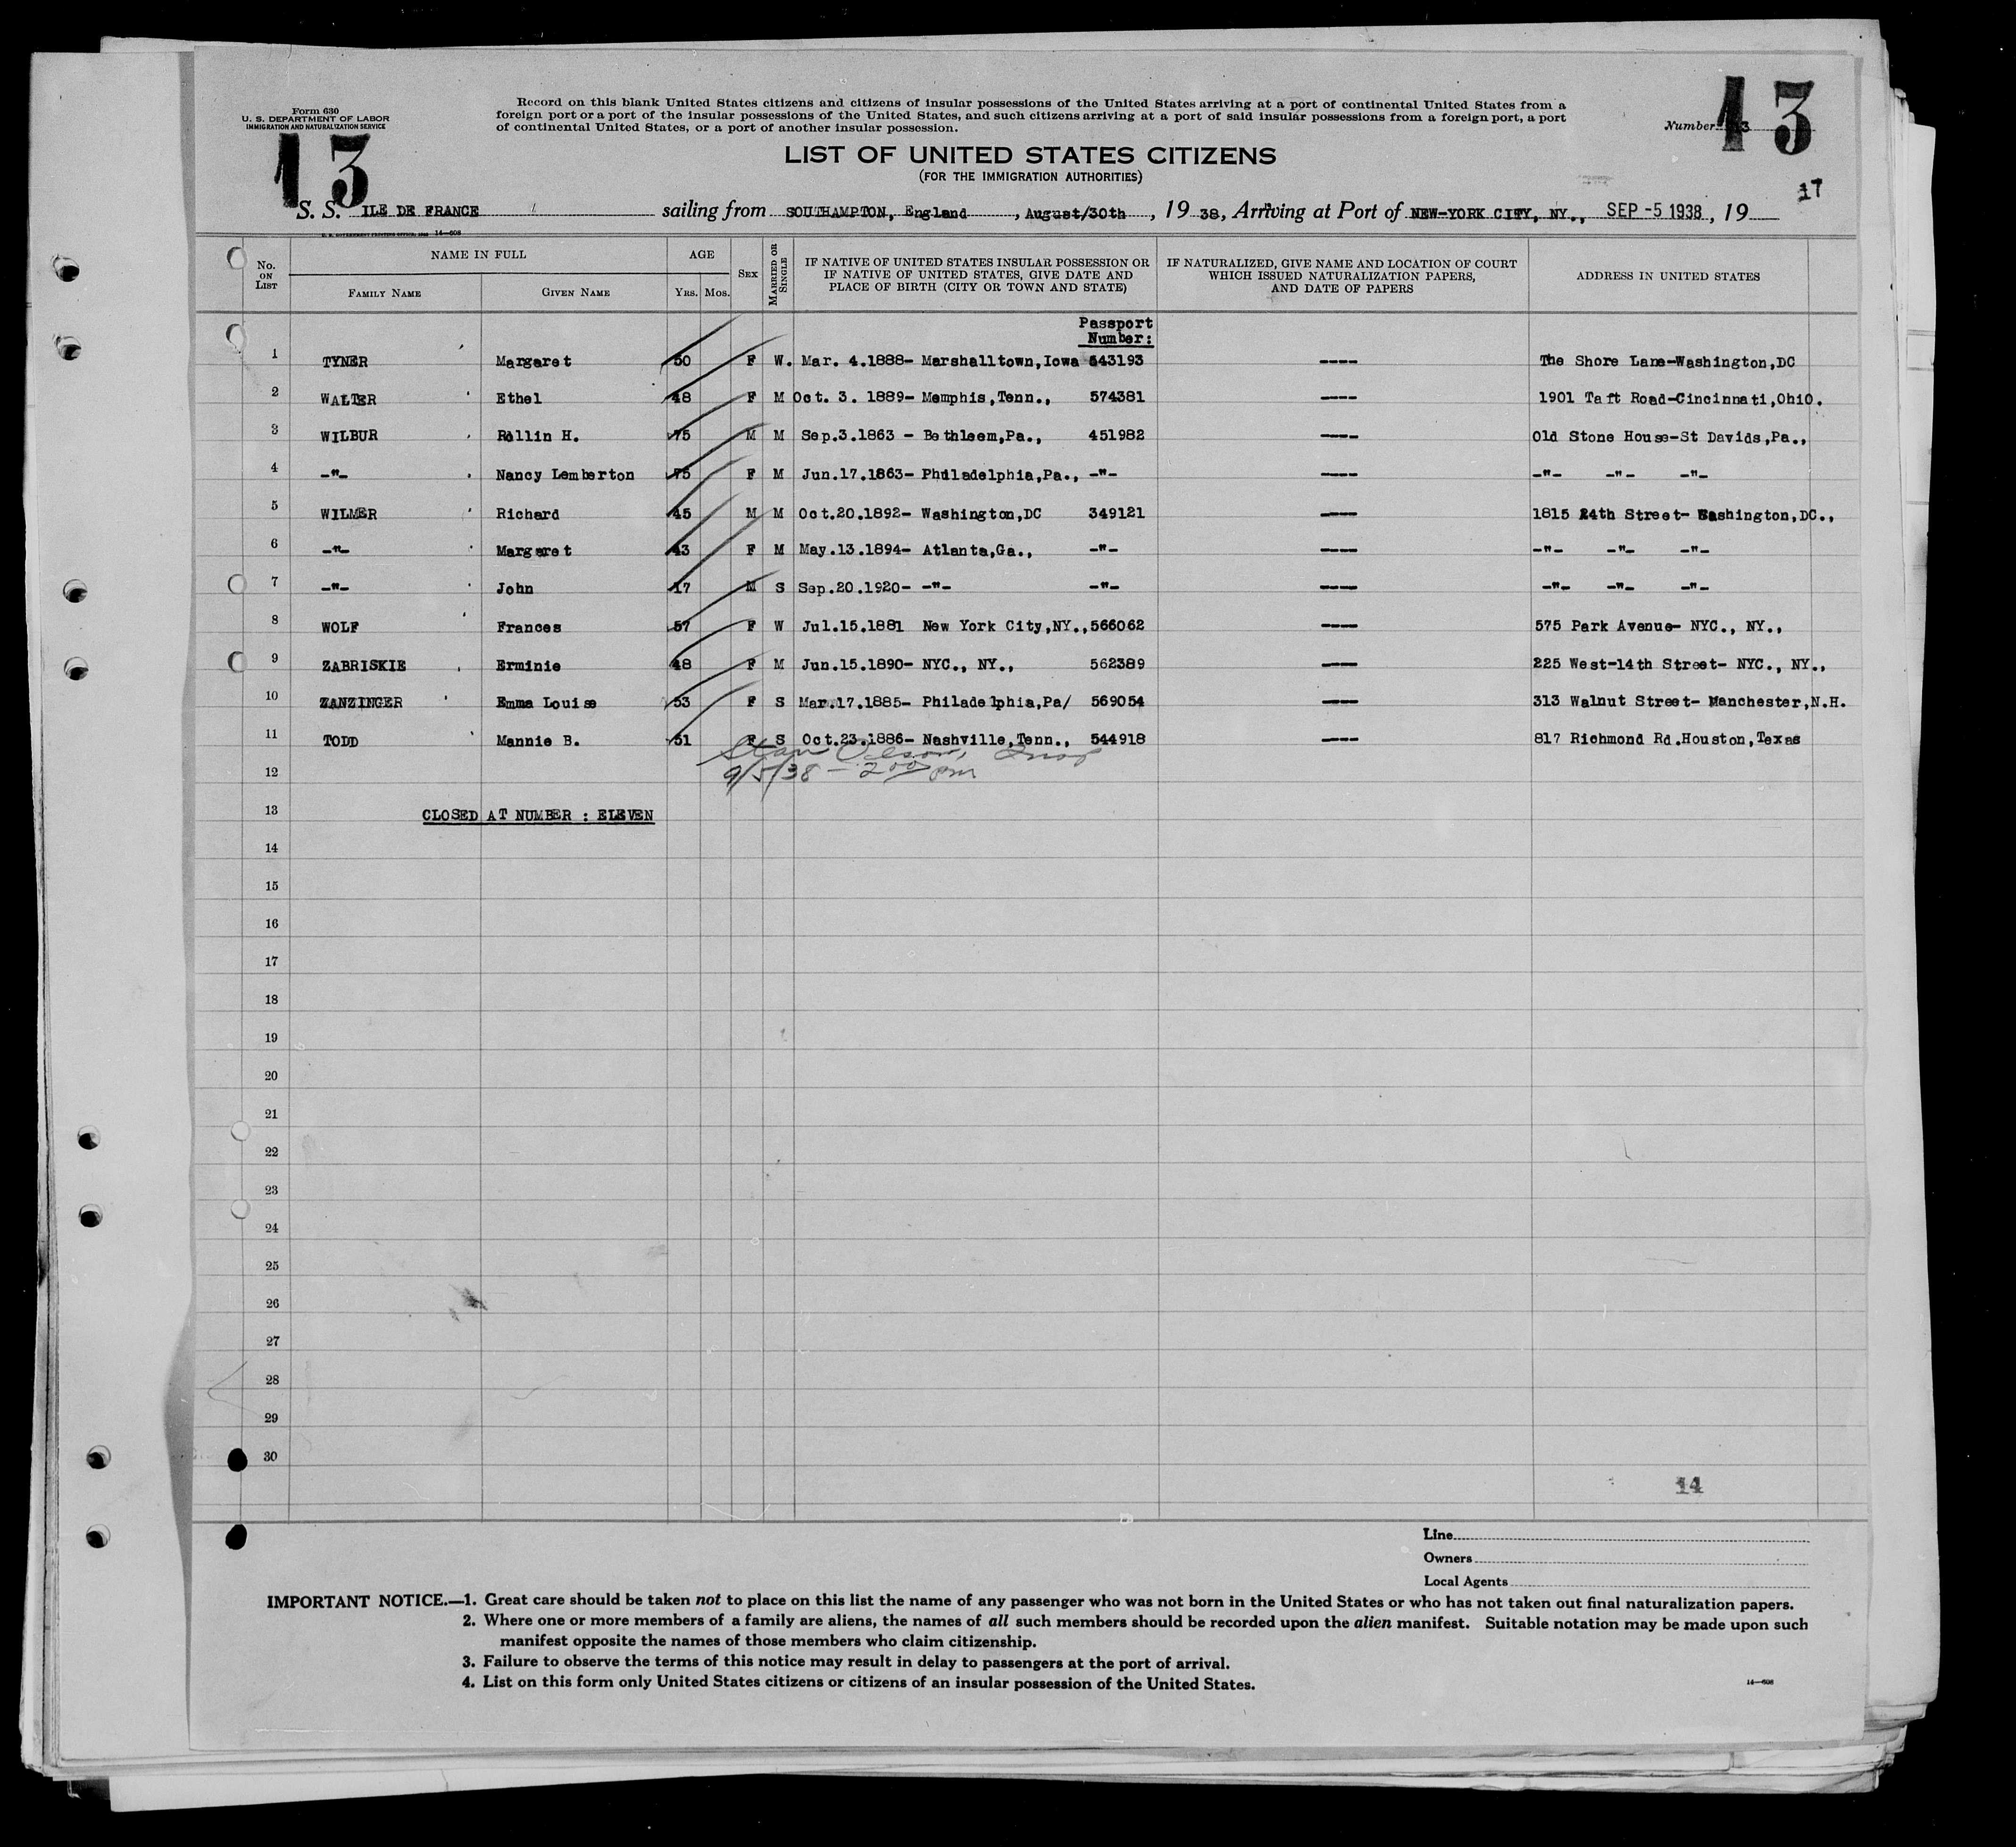 Form 630
U. S. DEPARTMENT OF LABOR
IMMIGRATION AND NATURALIZATION SERVICE
Record on this blank United States citizens and citizens of insular possessions of the United States arriving at a port of continental United States from a
foreign port or a port of the insular possessions of the United States, and such citizens arriving at a port of said insular possessions from a foreign port, a port
of continental United States, or a port of another insular possession.
13
Number 13
13
LIST OF UNITED STATES CITIZENS
(FOR THE IMMIGRATION AUTHORITIES)
17
S. S. ILE DE FRANCE sailing from SOUTHAMPTON, England, August/30th, 19 38, Arriving at Port of NEW-YORK CITY, NY., SEP -5 1938, 19
U. S. GOVERNMENT PRINTING OFFICE 14—608
No. ON LIST NAME IN FULL FAMILY NAME GIVEN NAME AGE YRS. MOS. SEX MARRIED OR SINGLE IF NATIVE OF UNITED STATES INSULAR POSSESSION OR IF NATIVE OF UNITED STATES, GIVE DATE AND PLACE OF BIRTH (CITY OR TOWN AND STATE) IF NATURALIZED, GIVE NAME AND LOCATION OF COURT WHICH ISSUED NATURALIZATION PAPERS, AND DATE OF PAPERS ADDRESS IN UNITED STATES
Passport
Number:
1 TYNER Margaret 50 F W. Mar. 4.1888- Marshalltown,Iowa 543193 ---- The Shore Lane-Washington,DC
2 WALTER Ethel 48 F M Oct. 3. 1889- Memphis,Tenn., 574381 ---- 1901 Taft Road-Cincinnati,Ohio.
3 WILBUR Rollin H. 75 M M Sep.3.1863 - Bethleem,Pa., 451982 ---- Old Stone House-St Davids,Pa.,
4 -"- Nancy Lemberton 75 F M Jun.17.1863- Philadelphia,Pa., -"- ---- -"- -"- -"-
5 WILMER Richard 45 M M Oct.20.1892- Washington,DC 349121 ---- 1815 24th Street- Washington,DC.,
6 -"- Margaret 43 F M May.13.1894- Atlanta,Ga., -"- ---- -"- -"- -"-
7 -"- John 17 M S Sep.20.1920- -"- -"- ---- -"- -"- -"-
8 WOLF Frances 57 F W Jul.15.1881 New York City,NY.,566062 ---- 575 Park Avenue- NYC., NY.,
9 ZABRISKIE Erminie 48 F M Jun.15.1890- NYC., NY., 562389 ---- 225 West-14th Street- NYC., NY.,
10 ZANZINGER Emma Louise 53 F S Mar.17.1885- Philadelphia,Pa/ 569054 ---- 313 Walnut Street- Manchester,N.H.
11 TODD Mannie B. 51 F S Oct.23.1886- Nashville,Tenn., 544918 ---- 817 Richmond Rd.Houston,Texas
Olson, Insp
12 9/5/38 - 2 00 pm
13 CLOSED AT NUMBER : ELEVEN
14
15
16
17
18
19
20
21
22
23
24
25
26
27
28
29
30
14
Line
Owners
Local Agents
IMPORTANT NOTICE.—1. Great care should be taken not to place on this list the name of any passenger who was not born in the United States or who has not taken out final naturalization papers.
2. Where one or more members of a family are aliens, the names of all such members should be recorded upon the alien manifest. Suitable notation may be made upon such
manifest opposite the names of those members who claim citizenship.
3. Failure to observe the terms of this notice may result in delay to passengers at the port of arrival.
4. List on this form only United States citizens or citizens of an insular possession of the United States.
14—608